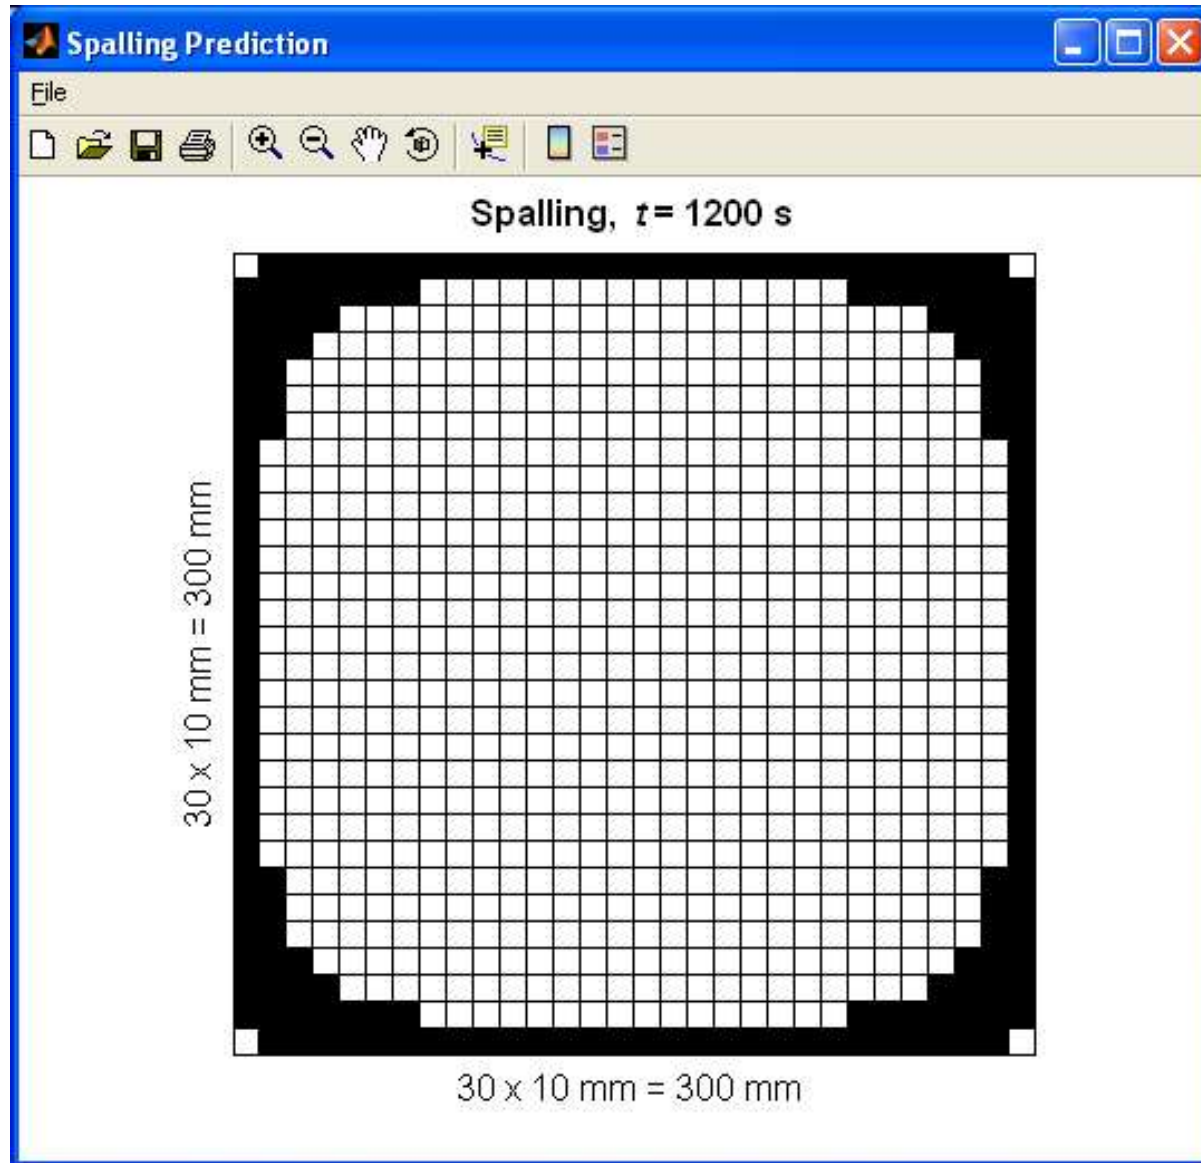 Spalling Prediction
File
Spalling, t = 1200 s
30 x 10 mm = 300 mm
30 x 10 mm = 300 mm